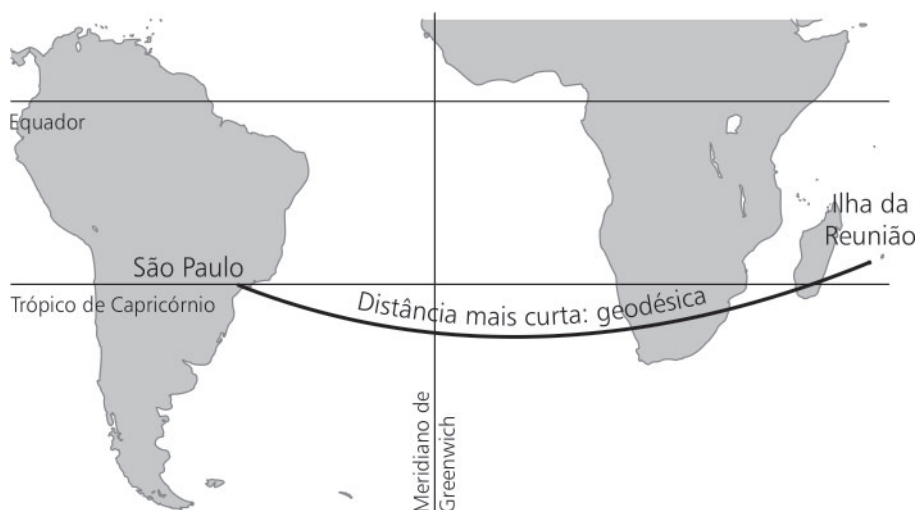 Equador
Ilha da
Reunião
São Paulo
Trópico de Capricórnio
Distância mais curta: geodésica
Meridiano de
Greenwich